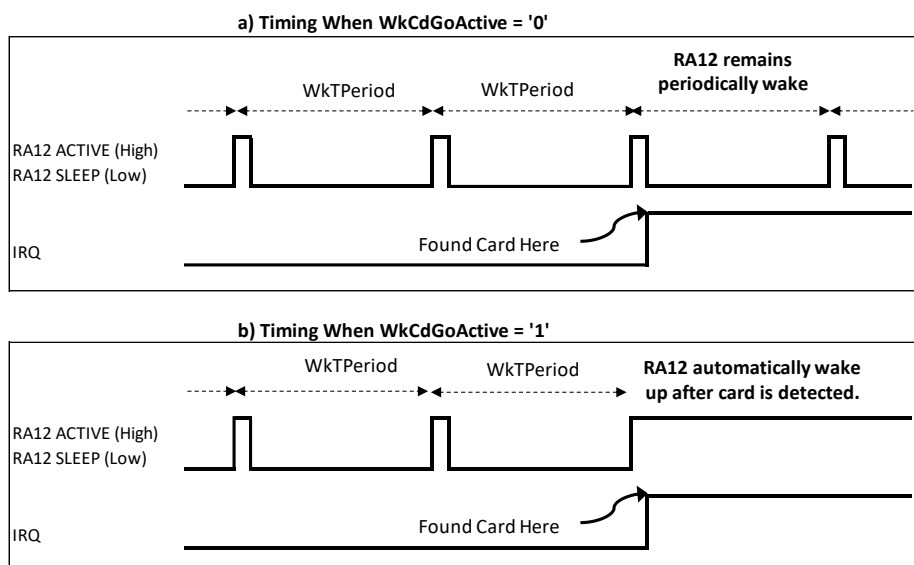 a) Timing When WkCdGoActive = '0'
RA12 remains
periodically wake
WkTPeriod
WkTPeriod
RA12 ACTIVE (High)
RA12 SLEEP (Low)
Found Card Here
IRQ
b) Timing When WkCdGoActive = '1'
WkTPeriod
WkTPeriod
RA12 automatically wake
up after card is detected.
RA12 ACTIVE (High)
RA12 SLEEP (Low)
Found Card Here
IRQ